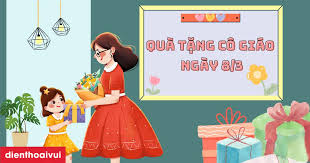 QUÀ TẶNG CÔ GIÁO
NGÀY 8/3
dienthoaivui